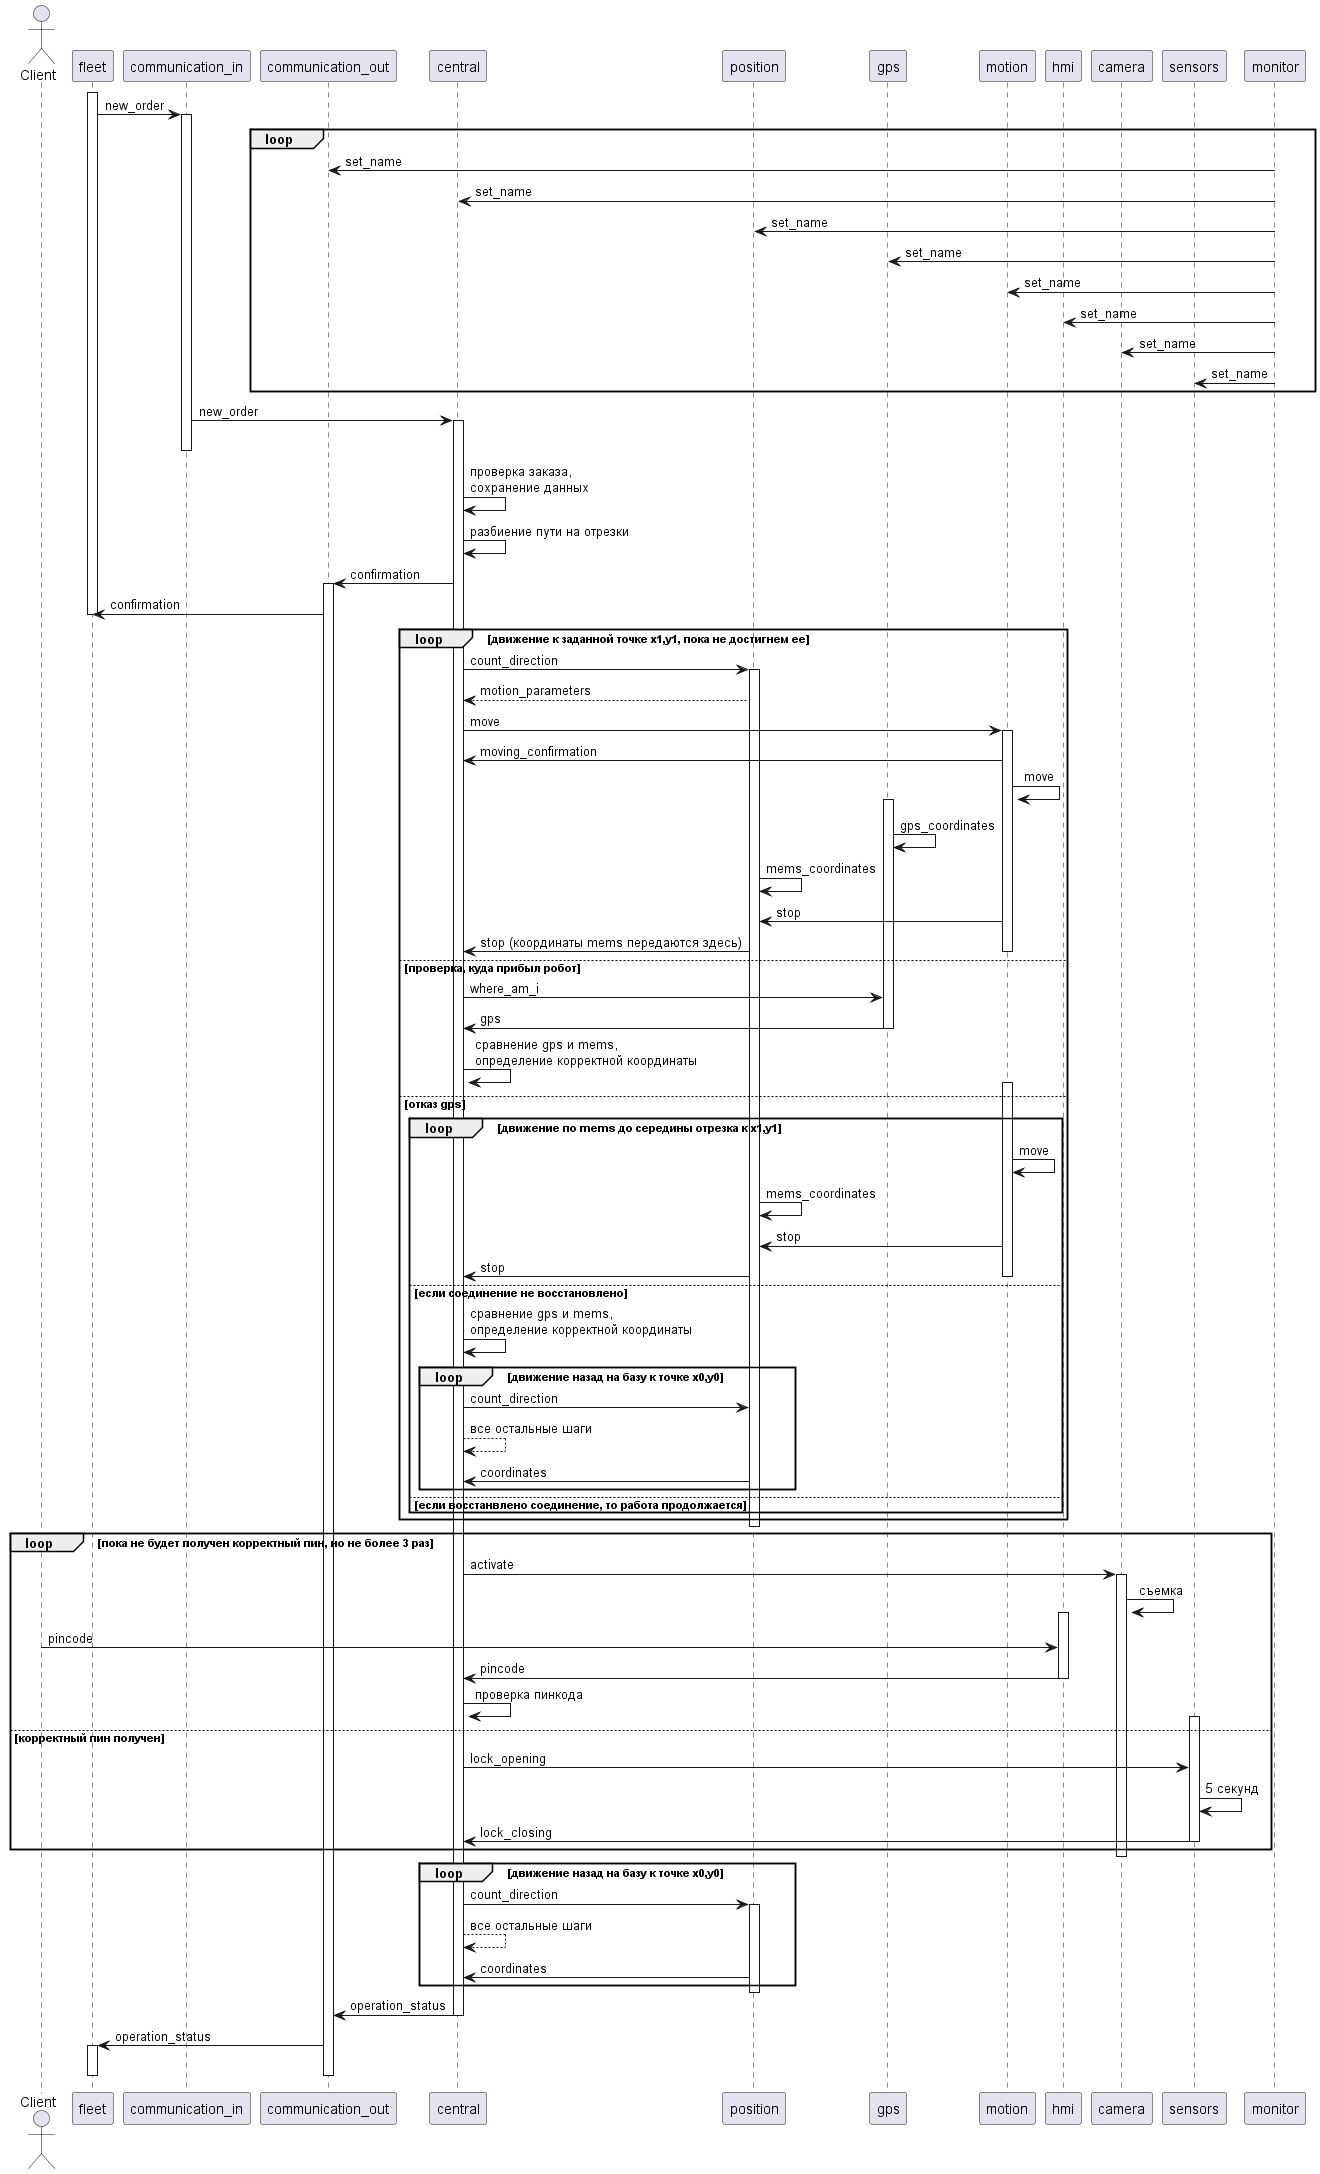 Client
fleet
communication_in
communication_out
central
position
gps
motion
hmi
camera
sensors
monitor
new_order
loop
set_name
set_name
set_name
set_name
set_name
set_name
set_name
set_name
new_order
проверка заказа,
сохранение данных
разбиение пути на отрезки
confirmation
confirmation
loop [движение к заданной точке x1,y1, пока не достигнем ее]
count_direction
motion_parameters
move
moving_confirmation
move
gps_coordinates
mems_coordinates
stop
stop (координаты mems передаются здесь)
[проверка, куда прибыл робот]
where_am_i
gps
сравнение gps и mems,
определение корректной координаты
[отказ gps]
loop [движение по mems до середины отрезка к x1,y1]
move
mems_coordinates
stop
stop
[если соединение не восстановлено]
сравнение gps и mems,
определение корректной координаты
loop [движение назад на базу к точке x0,y0]
count_direction
все остальные шаги
coordinates
[если восстанвлено соединение, то работа продолжается]
loop [пока не будет получен корректный пин, но не более 3 раз]
activate
съемка
pincode
pincode
проверка пинкода
[корректный пин получен]
lock_opening
5 секунд
lock_closing
loop [движение назад на базу к точке x0,y0]
count_direction
все остальные шаги
coordinates
operation_status
operation_status
Client
fleet
communication_in
communication_out
central
position
gps
motion
hmi
camera
sensors
monitor